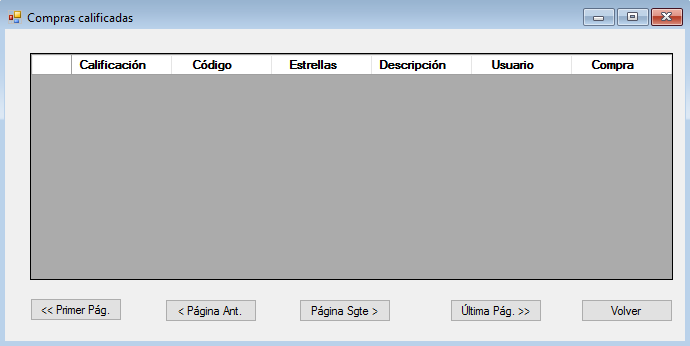 Compras calificadas
Calificación Código Estrellas Descripción Usuario Compra
<< Primer Pág. < Página Ant. Página Sgte > Última Pág. >> Volver